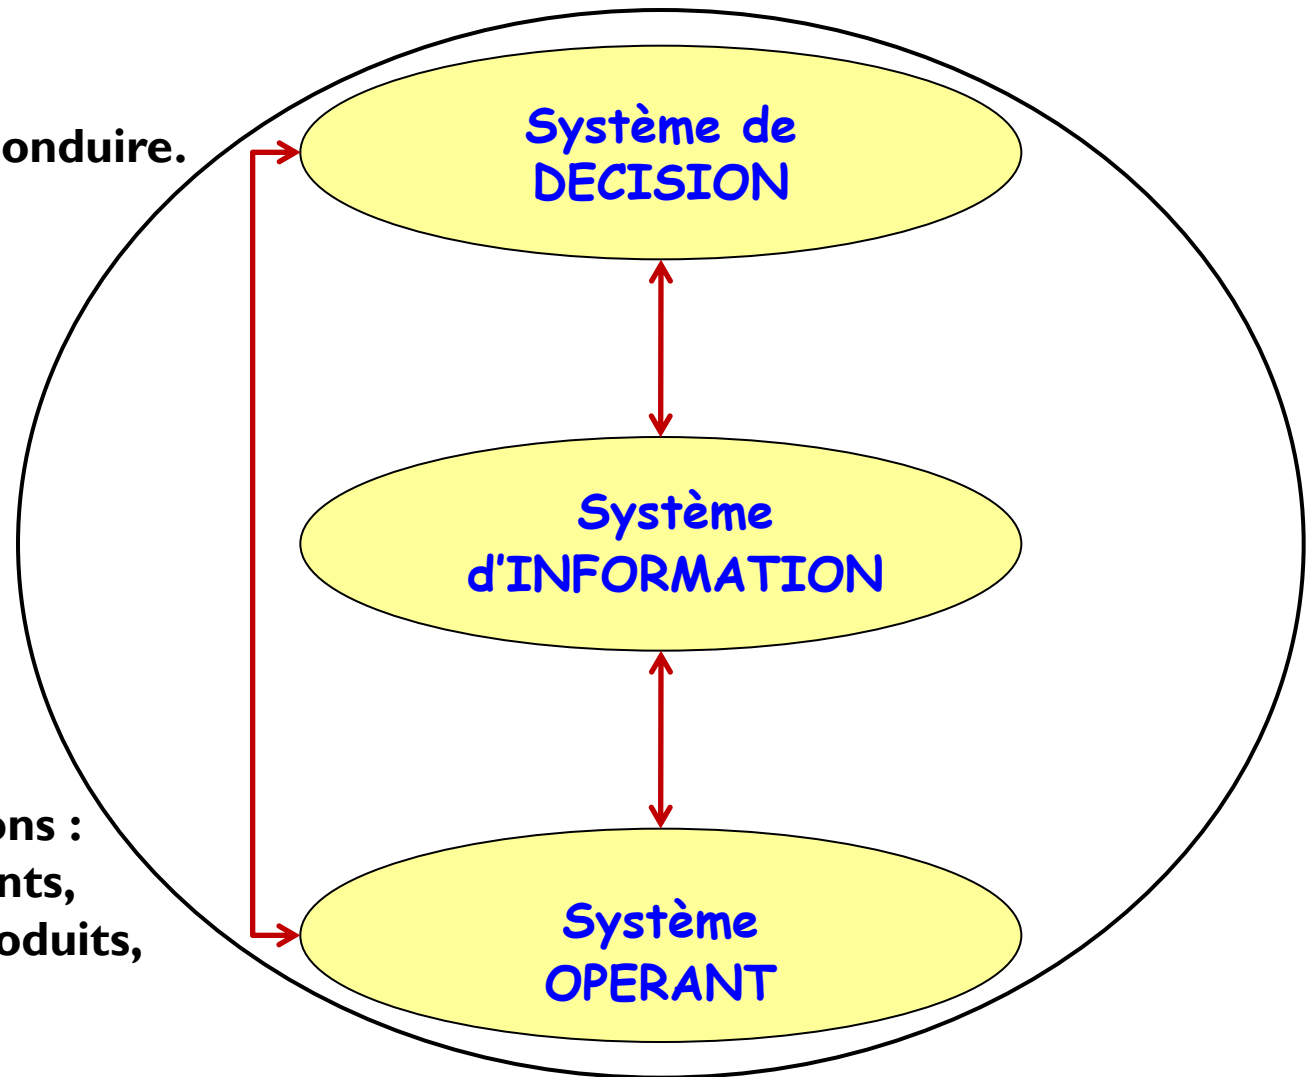 Système de
DECISION
onduire.
Système
d'INFORMATION
ons :
nts,
oduits,
Système
OPERANT